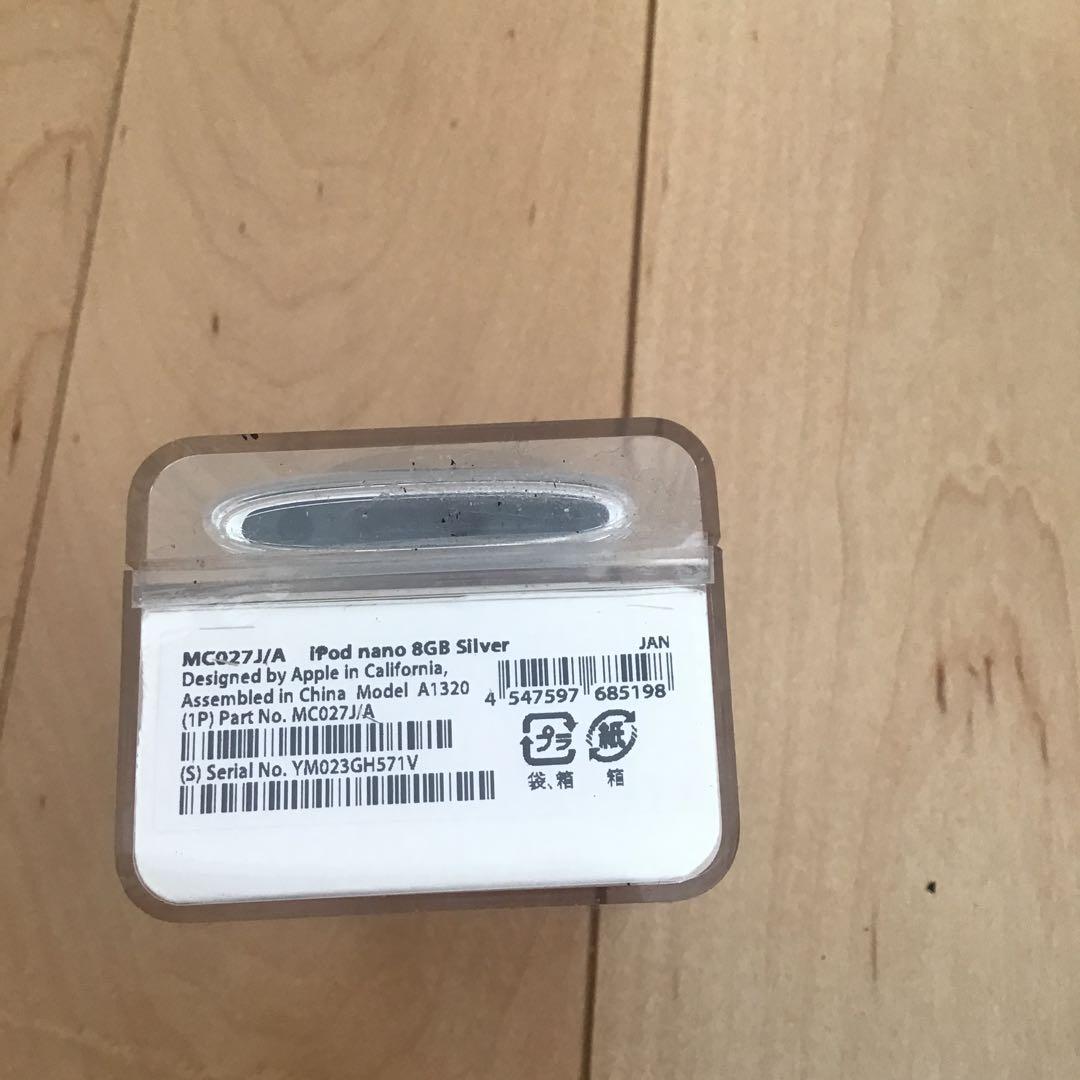 MC027J/A iPod nano 8GB Silver
Designed by Apple in California,
Assembled in China Model A1320
(1P) Part No. MC027J/A
(S) Serial No. YM023GH571V
JAN
4 547597 685198
プラ 紙
袋、箱 箱